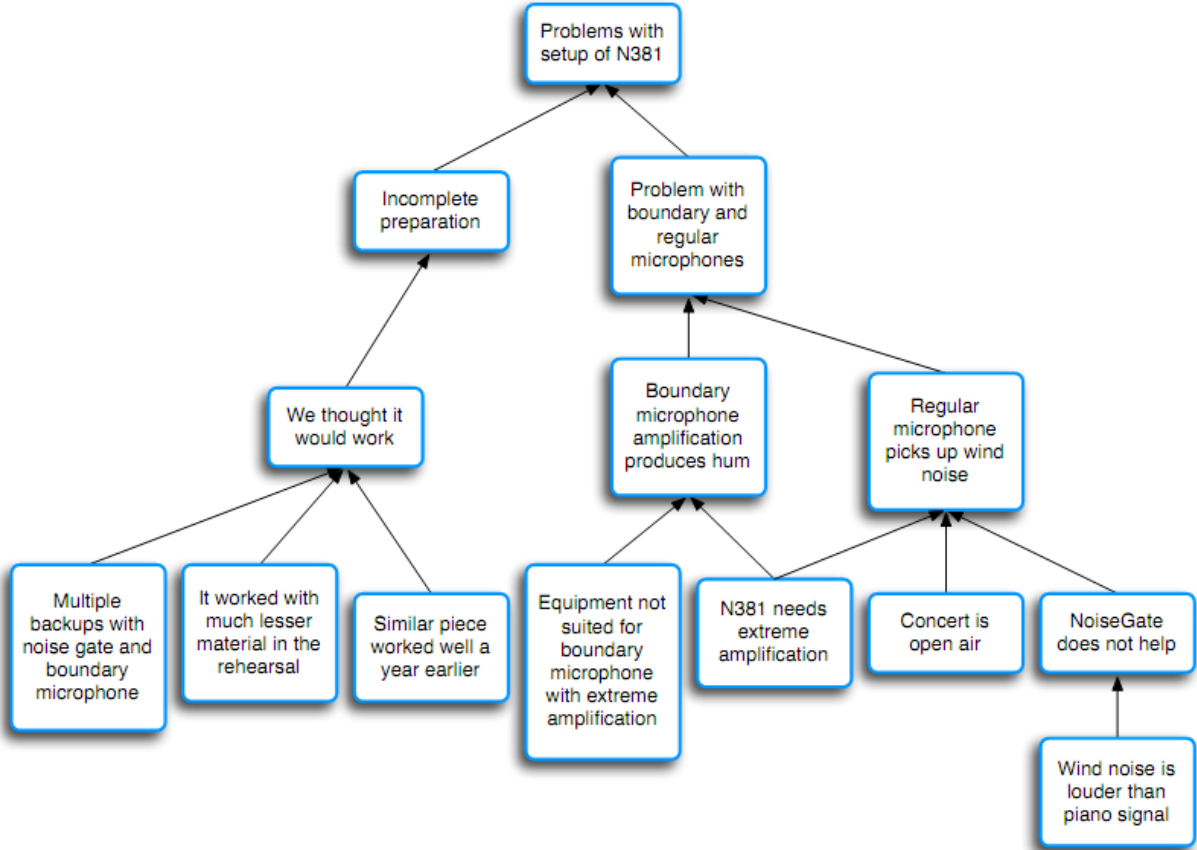 Problems with
setup of N381
Incomplete
preparation
Problem with
boundary and
regular
microphones
We thought it
would work
Boundary
microphone
amplification
produces hum
Regular
microphone
picks up wind
noise
Multiple
backups with
noise gate and
boundary
microphone
It worked with
much lesser
material in the
rehearsal
Similar piece
worked well a
year earlier
Equipment not
suited for
boundary
microphone
with extreme
amplification
N381 needs
extreme
amplification
Concert is
open air
NoiseGate
does not help
Wind noise is
louder than
piano signal